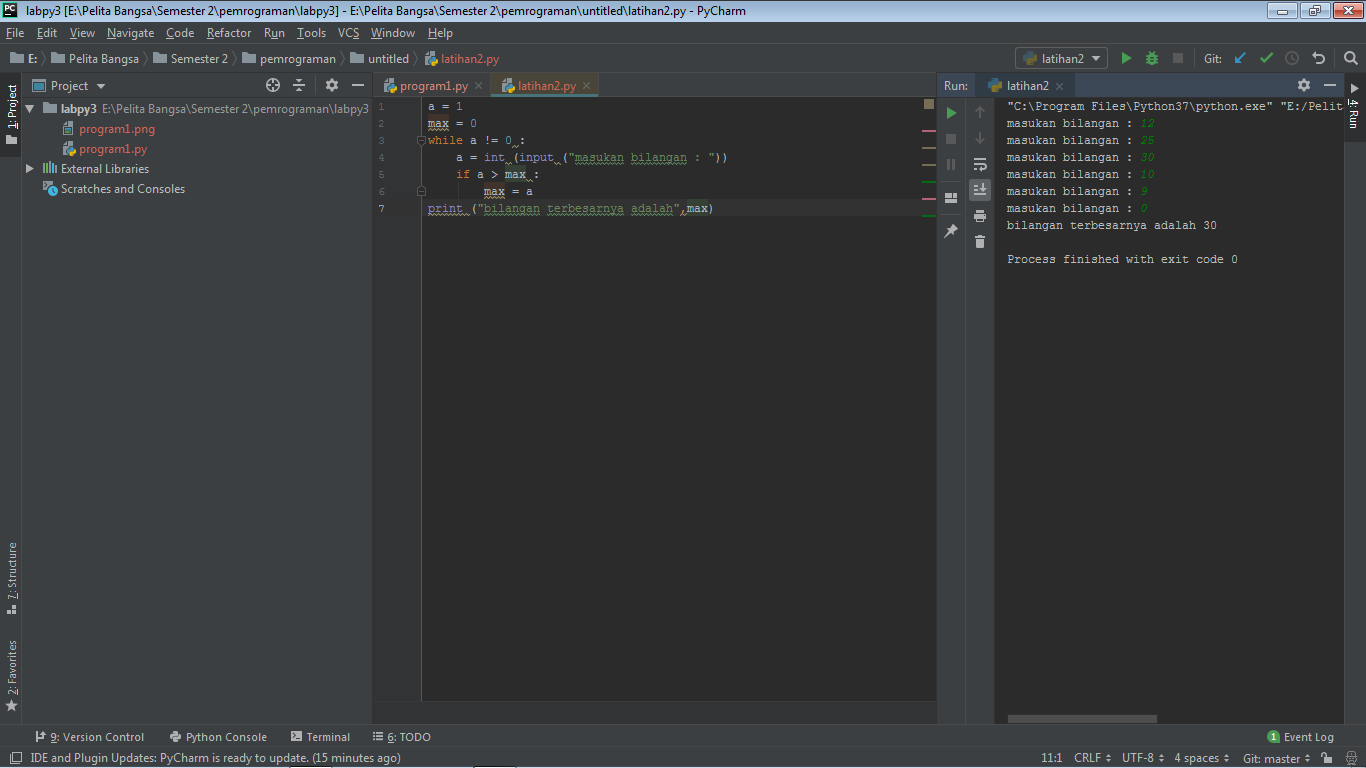 labpy3 [E:\Pelita Bangsa\Semester 2\pemrograman\labpy3] - E:\Pelita Bangsa\Semester 2\pemrograman\untitled\latihan2.py - PyCharm
File Edit View Navigate Code Refactor Run Tools VCS Window Help
E: Pelita Bangsa Semester 2 pemrograman untitled latihan2.py latihan2 Git:
Project program1.py latihan2.py Run: latihan2
1: Project
labpy3 E:\Pelita Bangsa\Semester 2\pemrograman\labpy3
program1.png
program1.py
External Libraries
Scratches and Consoles
7: Structure
2: Favorites
1 a = 1
2 max = 0
3 while a != 0 :
4 a = int (input ("masukan bilangan : "))
5 if a > max :
6 max = a
7 print ("bilangan terbesarnya adalah",max)
"C:\Program Files\Python37\python.exe" "E:/Pelit
masukan bilangan : 12
masukan bilangan : 25
masukan bilangan : 30
masukan bilangan : 10
masukan bilangan : 9
masukan bilangan : 0
bilangan terbesarnya adalah 30
Process finished with exit code 0
4: Run
9: Version Control Python Console Terminal 6: TODO 1 Event Log
IDE and Plugin Updates: PyCharm is ready to update. (15 minutes ago) 11:1 CRLF UTF-8 4 spaces Git: master